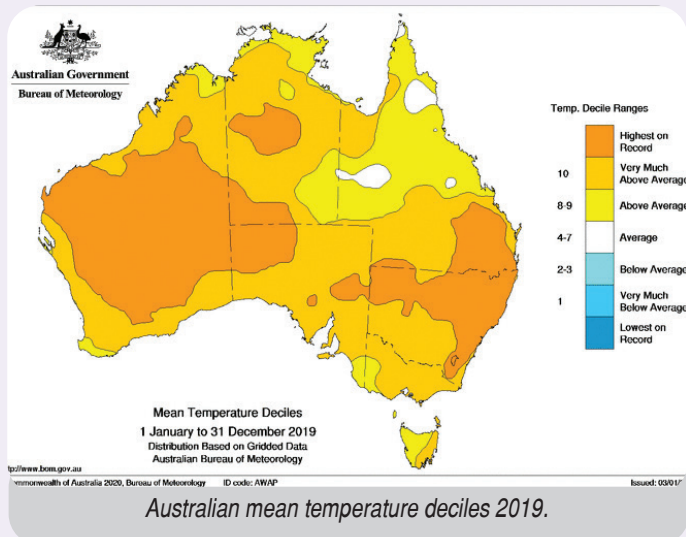 Australian Government
Bureau of Meteorology
Temp. Decile Ranges
Highest on
Record
10
Very Much
Above Average
8-9
Above Average
4-7
Average
2-3
Below Average
1
Very Much
Below Average
Lowest on
Record
Mean Temperature Deciles
1 January to 31 December 2019
Distribution Based on Gridded Data
Australian Bureau of Meteorology
tp://www.bom.gov.au
ommonwealth of Australia 2020, Bureau of Meteorology ID code: AWAP Issued: 03/01/
Australian mean temperature deciles 2019.